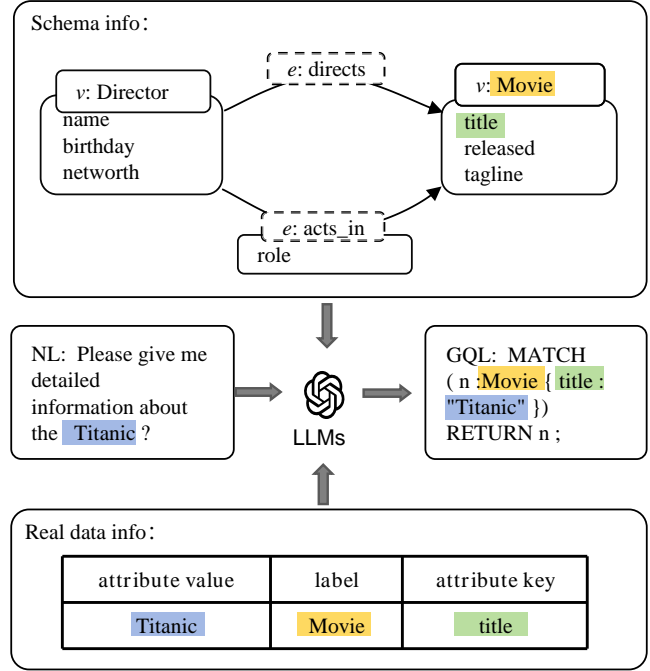 Schema info：
e: directs
v: Director
name
birthday
networth
v: Movie
title
released
tagline
e: acts_in
role
NL: Please give me
detailed
information about
the Titanic ?
LLMs
GQL: MATCH
( n :Movie { title :
"Titanic" })
RETURN n ;
Real data info：
attribute value label attribute key
Titanic Movie title